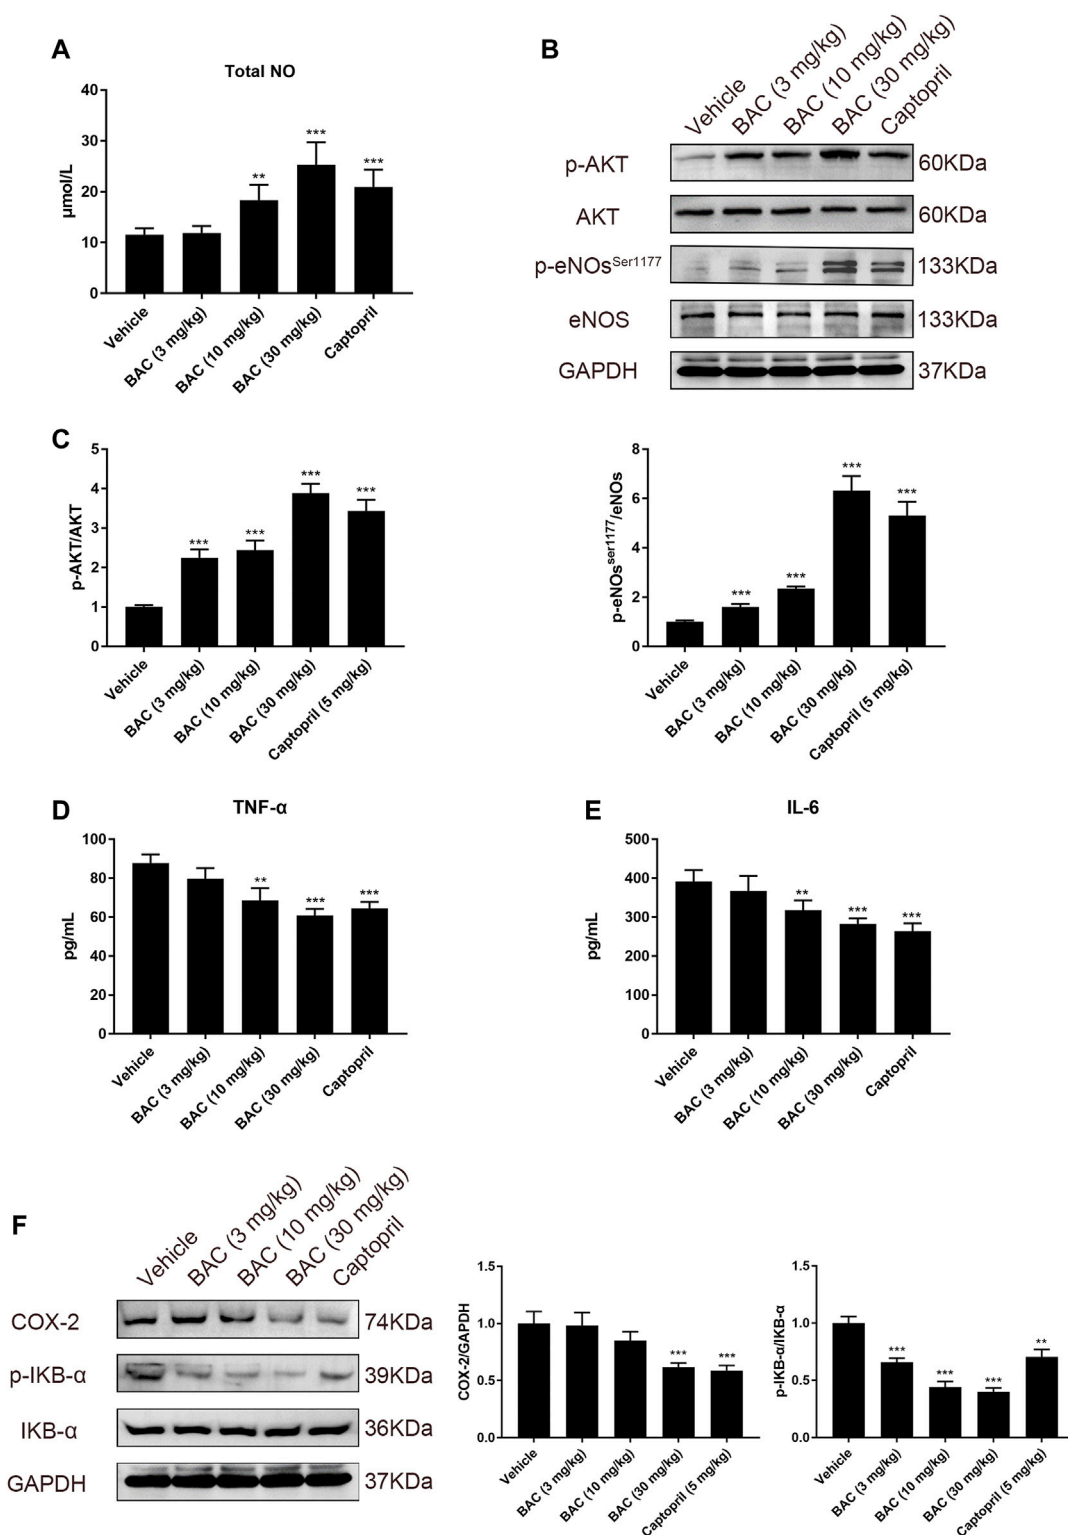 A
Total NO
µmol/L
40
30
20
10
0
**
***
***
Vehicle
BAC (3 mg/kg)
BAC (10 mg/kg)
BAC (30 mg/kg)
Captopril
B
Vehicle
BAC (3 mg/kg)
BAC (10 mg/kg)
BAC (30 mg/kg)
Captopril
p-AKT 60KDa
AKT 60KDa
p-eNOsSer1177 133KDa
eNOS 133KDa
GAPDH 37KDa
C
p-AKT/AKT
5
4
3
2
1
0
***
***
***
***
Vehicle
BAC (3 mg/kg)
BAC (10 mg/kg)
BAC (30 mg/kg)
Captopril (5 mg/kg)
p-eNOsser1177/eNOs
8
6
4
2
0
***
***
***
***
Vehicle
BAC (3 mg/kg)
BAC (10 mg/kg)
BAC (30 mg/kg)
Captopril (5 mg/kg)
D
TNF-α
pg/mL
100
80
60
40
20
0
**
***
***
Vehicle
BAC (3 mg/kg)
BAC (10 mg/kg)
BAC (30 mg/kg)
Captopril
E
IL-6
pg/mL
500
400
300
200
100
0
**
***
***
Vehicle
BAC (3 mg/kg)
BAC (10 mg/kg)
BAC (30 mg/kg)
Captopril
F
Vehicle
BAC (3 mg/kg)
BAC (10 mg/kg)
BAC (30 mg/kg)
Captopril
COX-2 74KDa
p-IKB-α 39KDa
IKB-α 36KDa
GAPDH 37KDa
COX-2/GAPDH
1.5
1.0
0.5
0.0
***
***
Vehicle
BAC (3 mg/kg)
BAC (10 mg/kg)
BAC (30 mg/kg)
Captopril (5 mg/kg)
p-IKB-α/IKB-α
1.5
1.0
0.5
0.0
***
***
***
**
Vehicle
BAC (3 mg/kg)
BAC (10 mg/kg)
BAC (30 mg/kg)
Captopril (5 mg/kg)